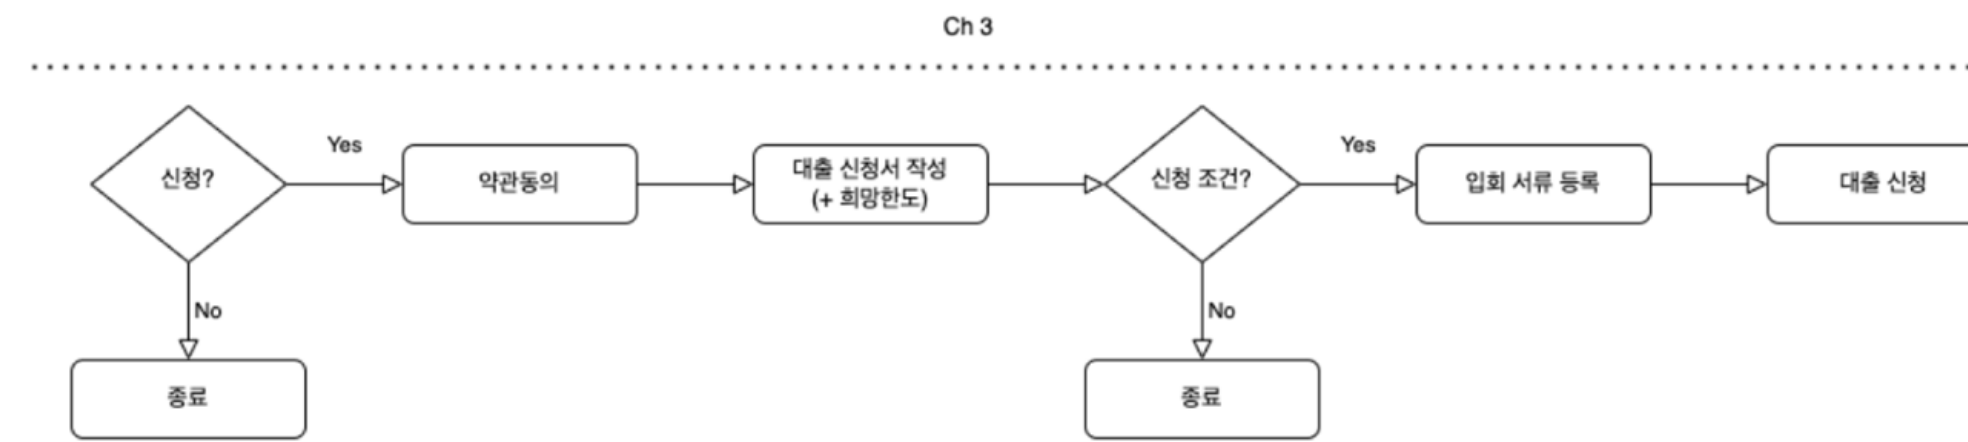 Ch 3
신청?
Yes
약관동의
대출 신청서 작성
(+ 희망한도)
신청 조건?
Yes
입회 서류 등록
대출 신청
No
종료
No
종료